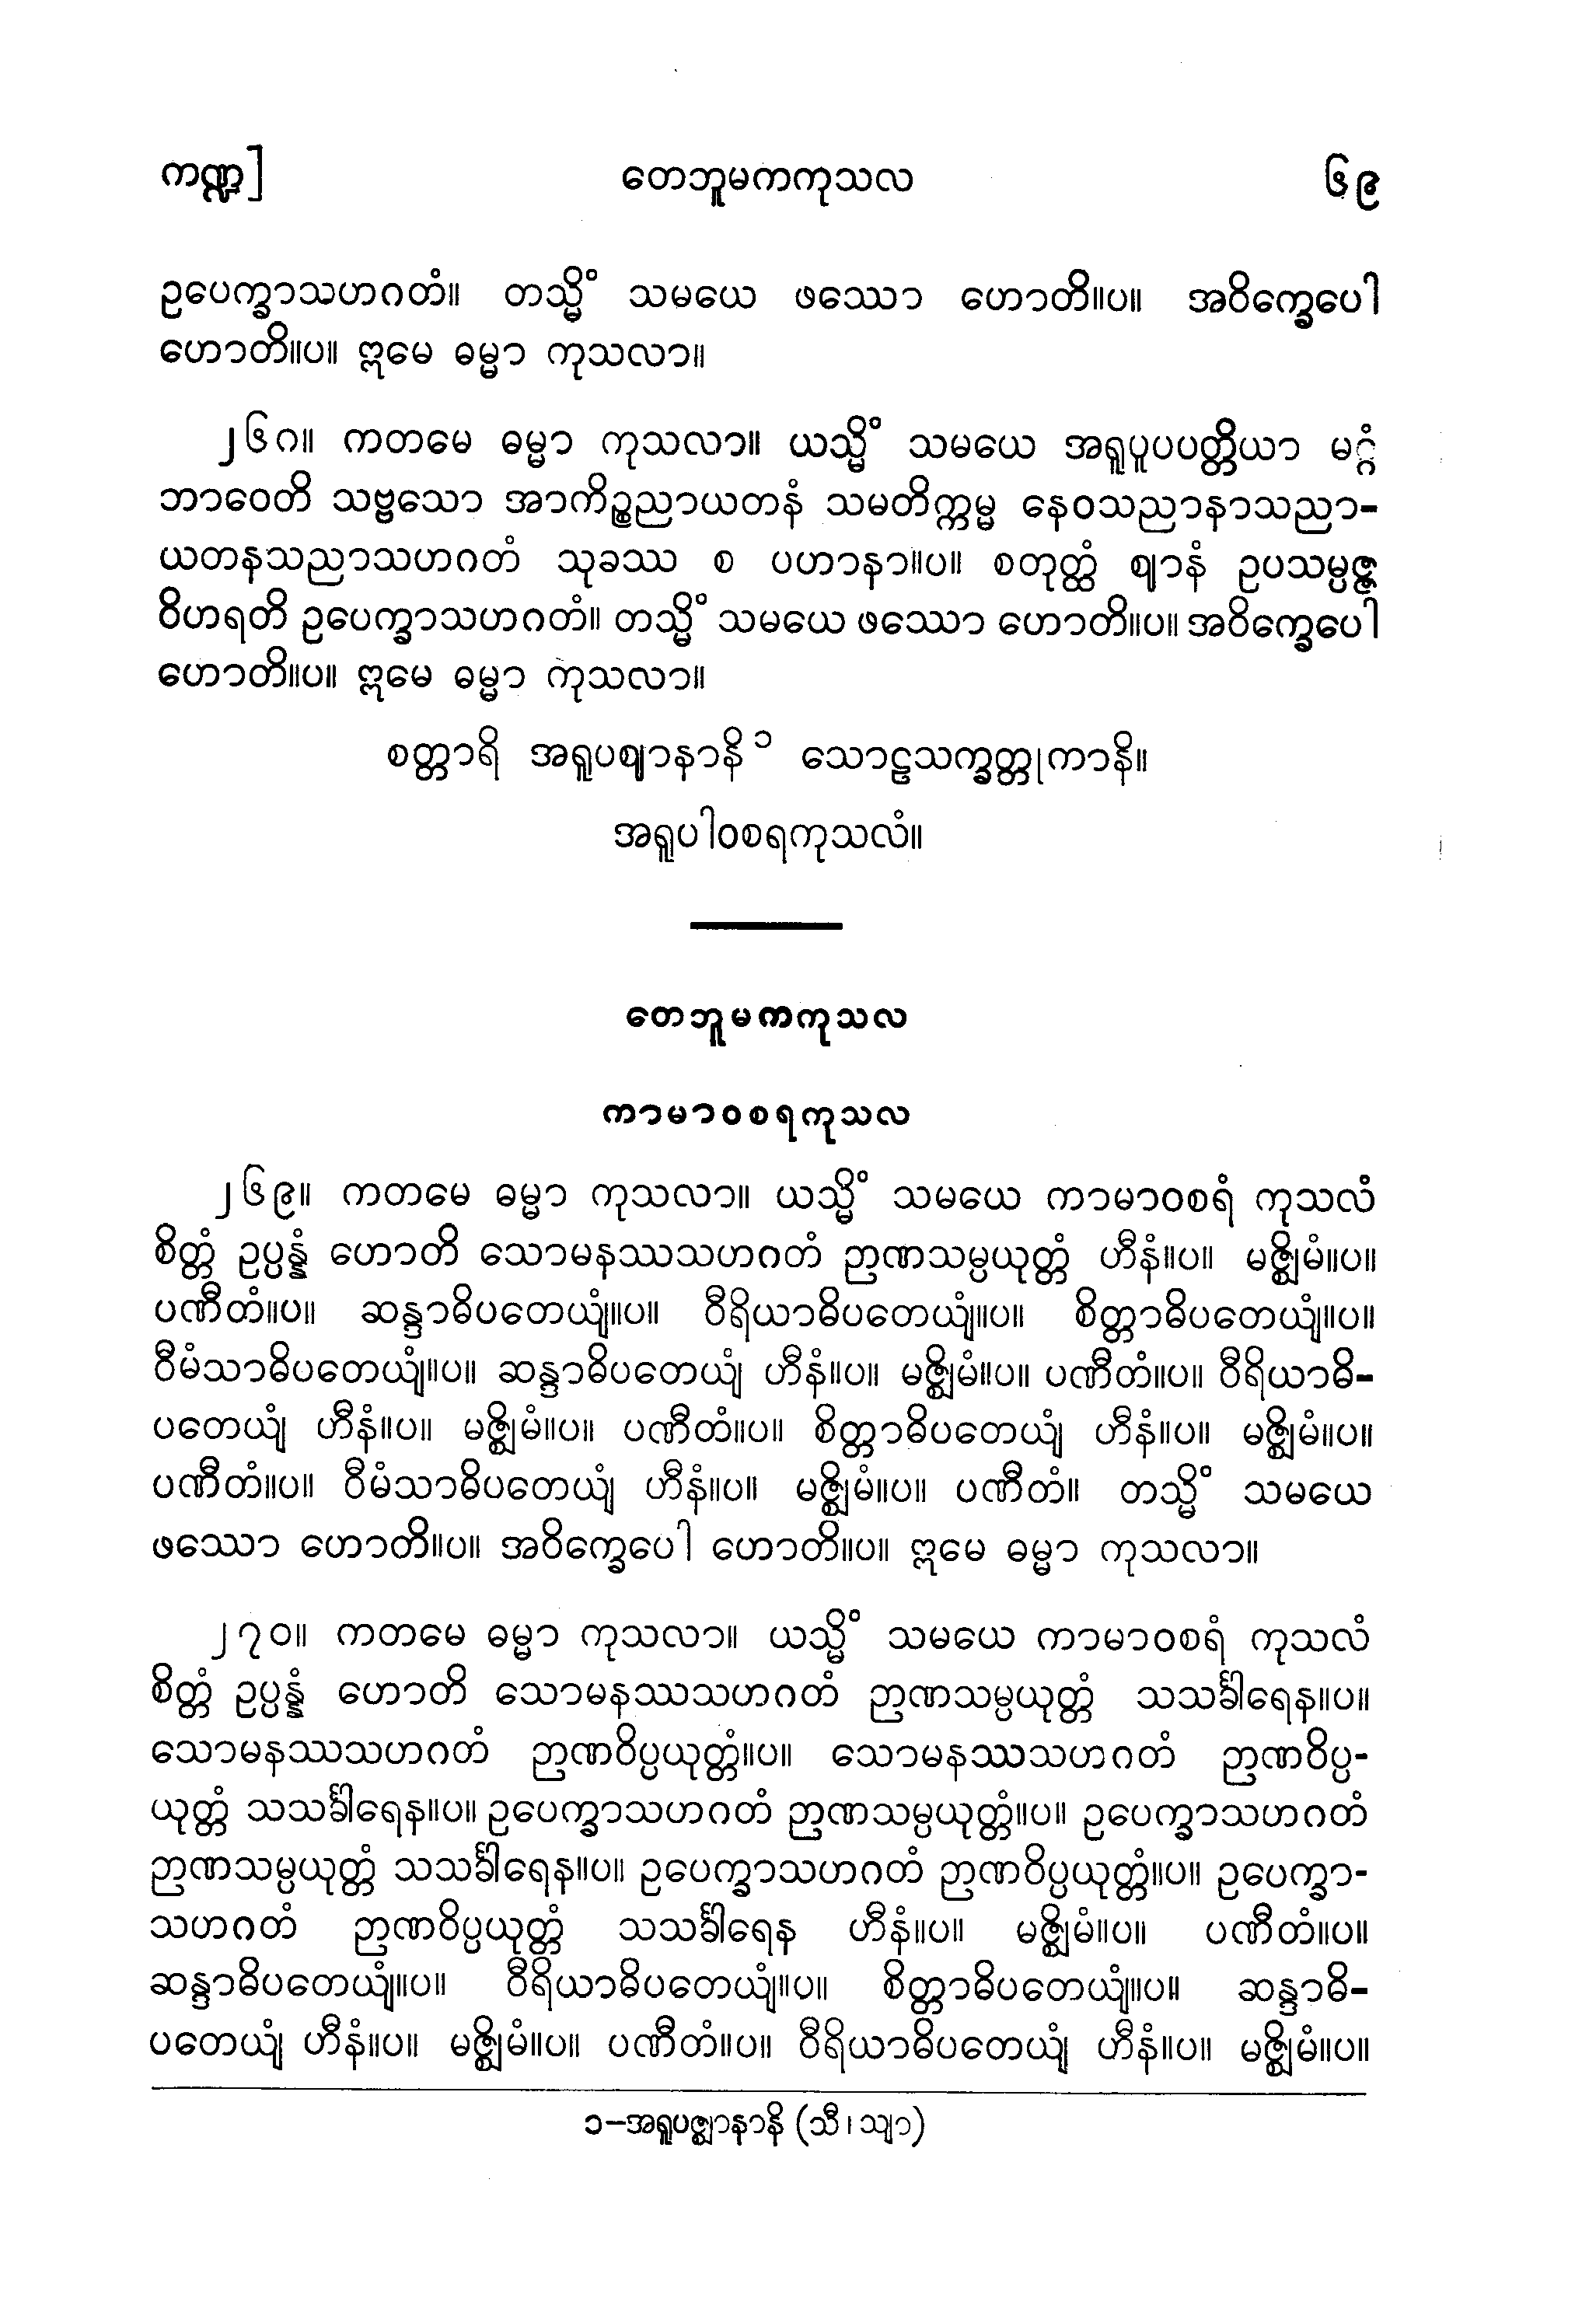 ကဏ္ဍ] တေဘူမကကုသလ ၆၉
ဥပေက္ခာသဟဂတံ။ တသ္မိံ သမယေ ဖဿော ဟောတိ။ပ။ အဝိက္ခေပေါ
ဟောတိ။ပ။ ဣမေ ဓမ္မာ ကုသလာ။
၂၆၈။ ကတမေ ဓမ္မာ ကုသလာ။ ယသ္မိံ သမယေ အရူပူပပတ္တိယာ မဂ္ဂံ
ဘာဝေတိ သဗ္ဗသော အာကိဉ္စညာယတနံ သမတိက္ကမ္မ နေဝသညာနာသညာ-
ယတနသညာသဟဂတံ သုခဿ စ ပဟာနာ။ပ။ စတုတ္ထံ ဈာနံ ဥပသမ္ပဇ္ဇ
ဝိဟရတိ ဥပေက္ခာသဟဂတံ။ တသ္မိံ သမယေ ဖဿော ဟောတိ။ပ။ အဝိက္ခေပေါ
ဟောတိ။ပ။ ဣမေ ဓမ္မာ ကုသလာ။
စတ္တာရိ အရူပဈာနာနိ ၁ သောဠသက္ခတ္တုကာနိ။
အရူပါဝစရကုသလံ။
တေဘူမကကုသလ
ကာမာဝစရကုသလ
၂၆၉။ ကတမေ ဓမ္မာ ကုသလာ။ ယသ္မိံ သမယေ ကာမာဝစရံ ကုသလံ
စိတ္တံ ဥပ္ပန္နံ ဟောတိ သောမနဿသဟဂတံ ဉာဏသမ္ပယုတ္တံ ဟီနံ။ပ။ မဇ္ဈိမံ။ပ။
ပဏီတံ။ပ။ ဆန္ဒာဓိပတေယျံ။ပ။ ဝီရိယာဓိပတေယျံ။ပ။ စိတ္တာဓိပတေယျံ။ပ။
ဝီမံသာဓိပတေယျံ။ပ။ ဆန္ဒာဓိပတေယျံ ဟီနံ။ပ။ မဇ္ဈိမံ။ပ။ ပဏီတံ။ပ။ ဝီရိယာဓိ-
ပတေယျံ ဟီနံ။ပ။ မဇ္ဈိမံ။ပ။ ပဏီတံ။ပ။ စိတ္တာဓိပတေယျံ ဟီနံ။ပ။ မဇ္ဈိမံ။ပ။
ပဏီတံ။ပ။ ဝီမံသာဓိပတေယျံ ဟီနံ။ပ။ မဇ္ဈိမံ။ပ။ ပဏီတံ။ တသ္မိံ သမယေ
ဖဿော ဟောတိ။ပ။ အဝိက္ခေပေါ ဟောတိ။ပ။ ဣမေ ဓမ္မာ ကုသလာ။
၂၇၀။ ကတမေ ဓမ္မာ ကုသလာ။ ယသ္မိံ သမယေ ကာမာဝစရံ ကုသလံ
စိတ္တံ ဥပ္ပန္နံ ဟောတိ သောမနဿသဟဂတံ ဉာဏသမ္ပယုတ္တံ သသင်္ခါရေန။ပ။
သောမနဿသဟဂတံ ဉာဏဝိပ္ပယုတ္တံ။ပ။ သောမနဿသဟဂတံ ဉာဏဝိပ္ပ-
ယုတ္တံ သသင်္ခါရေန။ပ။ ဥပေက္ခာသဟဂတံ ဉာဏသမ္ပယုတ္တံ။ပ။ ဥပေက္ခာသဟဂတံ
ဉာဏသမ္ပယုတ္တံ သသင်္ခါရေန။ပ။ ဥပေက္ခာသဟဂတံ ဉာဏဝိပ္ပယုတ္တံ။ပ။ ဥပေက္ခာ-
သဟဂတံ ဉာဏဝိပ္ပယုတ္တံ သသင်္ခါရေန ဟီနံ။ပ။ မဇ္ဈိမံ။ပ။ ပဏီတံ။ပ။
ဆန္ဒာဓိပတေယျံ။ပ။ ဝီရိယာဓိပတေယျံ။ပ။ စိတ္တာဓိပတေယျံ။ပ။ ဆန္ဒာဓိ-
ပတေယျံ ဟီနံ။ပ။ မဇ္ဈိမံ။ပ။ ပဏီတံ။ပ။ ဝီရိယာဓိပတေယျံ ဟီနံ။ပ။ မဇ္ဈိမံ။ပ။
၁-အရူပဇ္ဈာနာနိ (သီ၊သျာ)